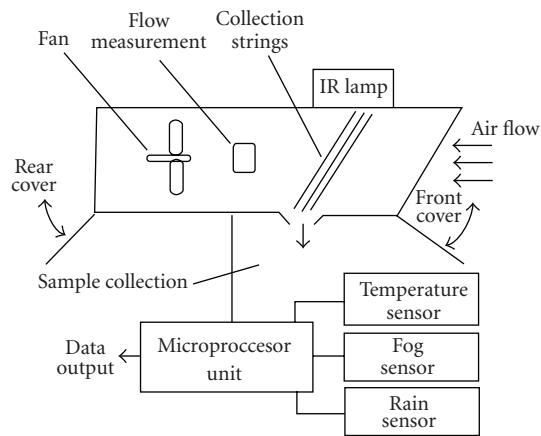 Fan
Flow
measurement
Collection
strings
IR lamp
Air flow
Rear
cover
Front
cover
Sample collection
Temperature
sensor
Data
output
Microproccesor
unit
Fog
sensor
Rain
sensor